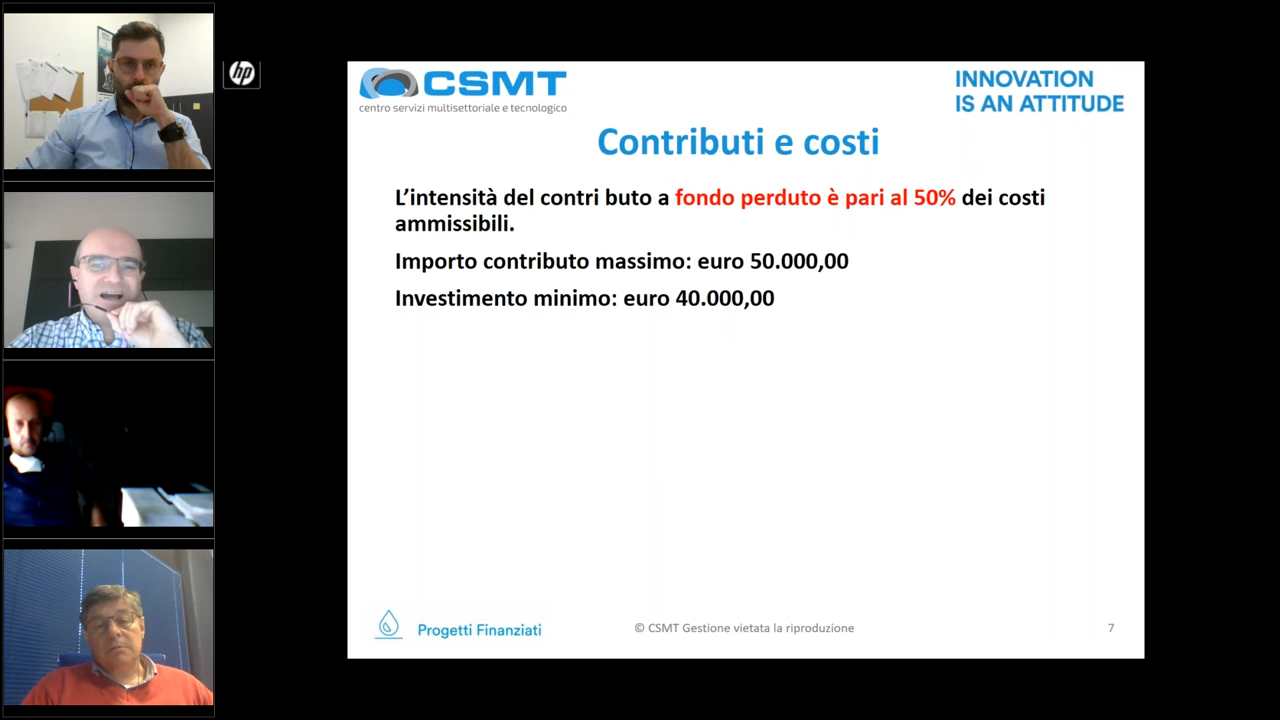 hp
CSMT
centro servizi multisettoriale e tecnologico
INNOVATION
IS AN ATTITUDE
Contributi e costi
L’intensità del contri buto a fondo perduto è pari al 50% dei costi
ammissibili.
Importo contributo massimo: euro 50.000,00
Investimento minimo: euro 40.000,00
Progetti Finanziati
© CSMT Gestione vietata la riproduzione
7